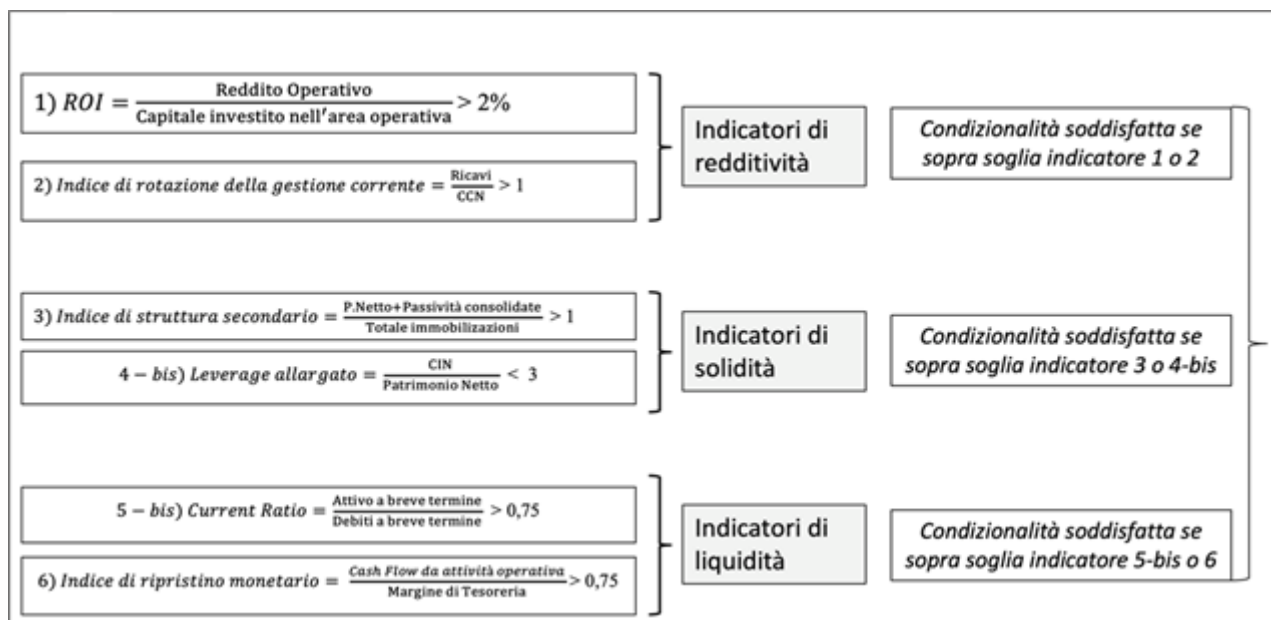 1) ROI = Reddito Operativo / Capitale investito nell'area operativa > 2%
2) Indice di rotazione della gestione corrente = Ricavi / CCN > 1
Indicatori di
redditività
Condizionalità soddisfatta se
sopra soglia indicatore 1 o 2
3) Indice di struttura secondario = P.Netto+Passività consolidate / Totale immobilizazioni > 1
4 − bis) Leverage allargato = CIN / Patrimonio Netto < 3
Indicatori di
solidità
Condizionalità soddisfatta se
sopra soglia indicatore 3 o 4-bis
5 − bis) Current Ratio = Attivo a breve termine / Debiti a breve termine > 0,75
6) Indice di ripristino monetario = Cash Flow da attività operativa / Margine di Tesoreria > 0,75
Indicatori di
liquidità
Condizionalità soddisfatta se
sopra soglia indicatore 5-bis o 6